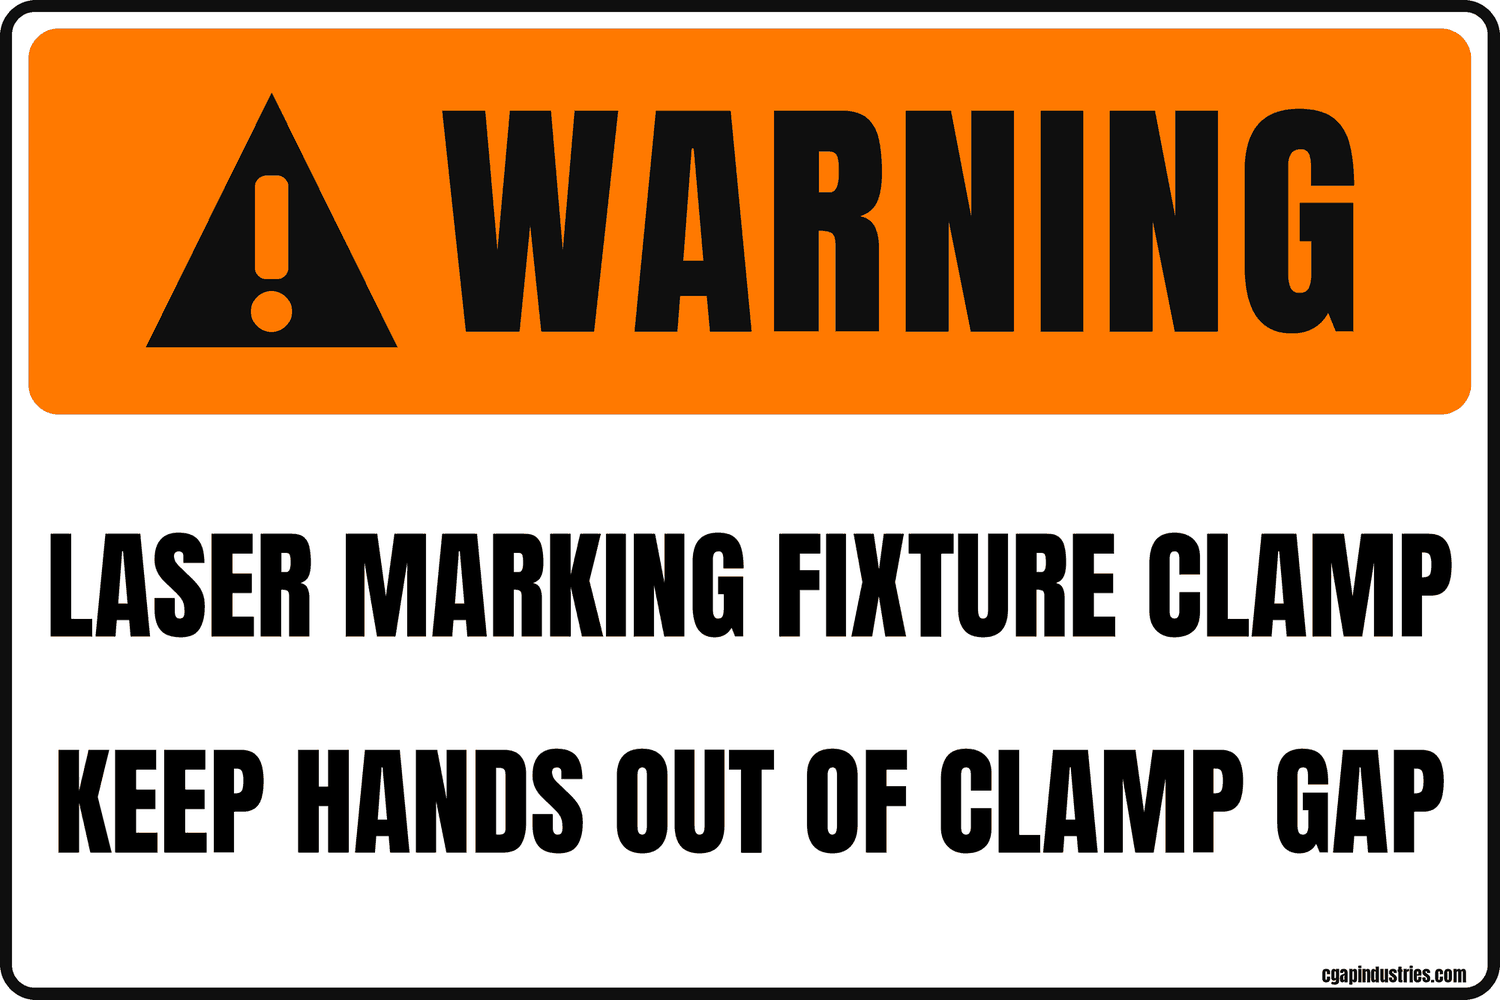 WARNING
LASER MARKING FIXTURE CLAMP
KEEP HANDS OUT OF CLAMP GAP
cgapindustries.com